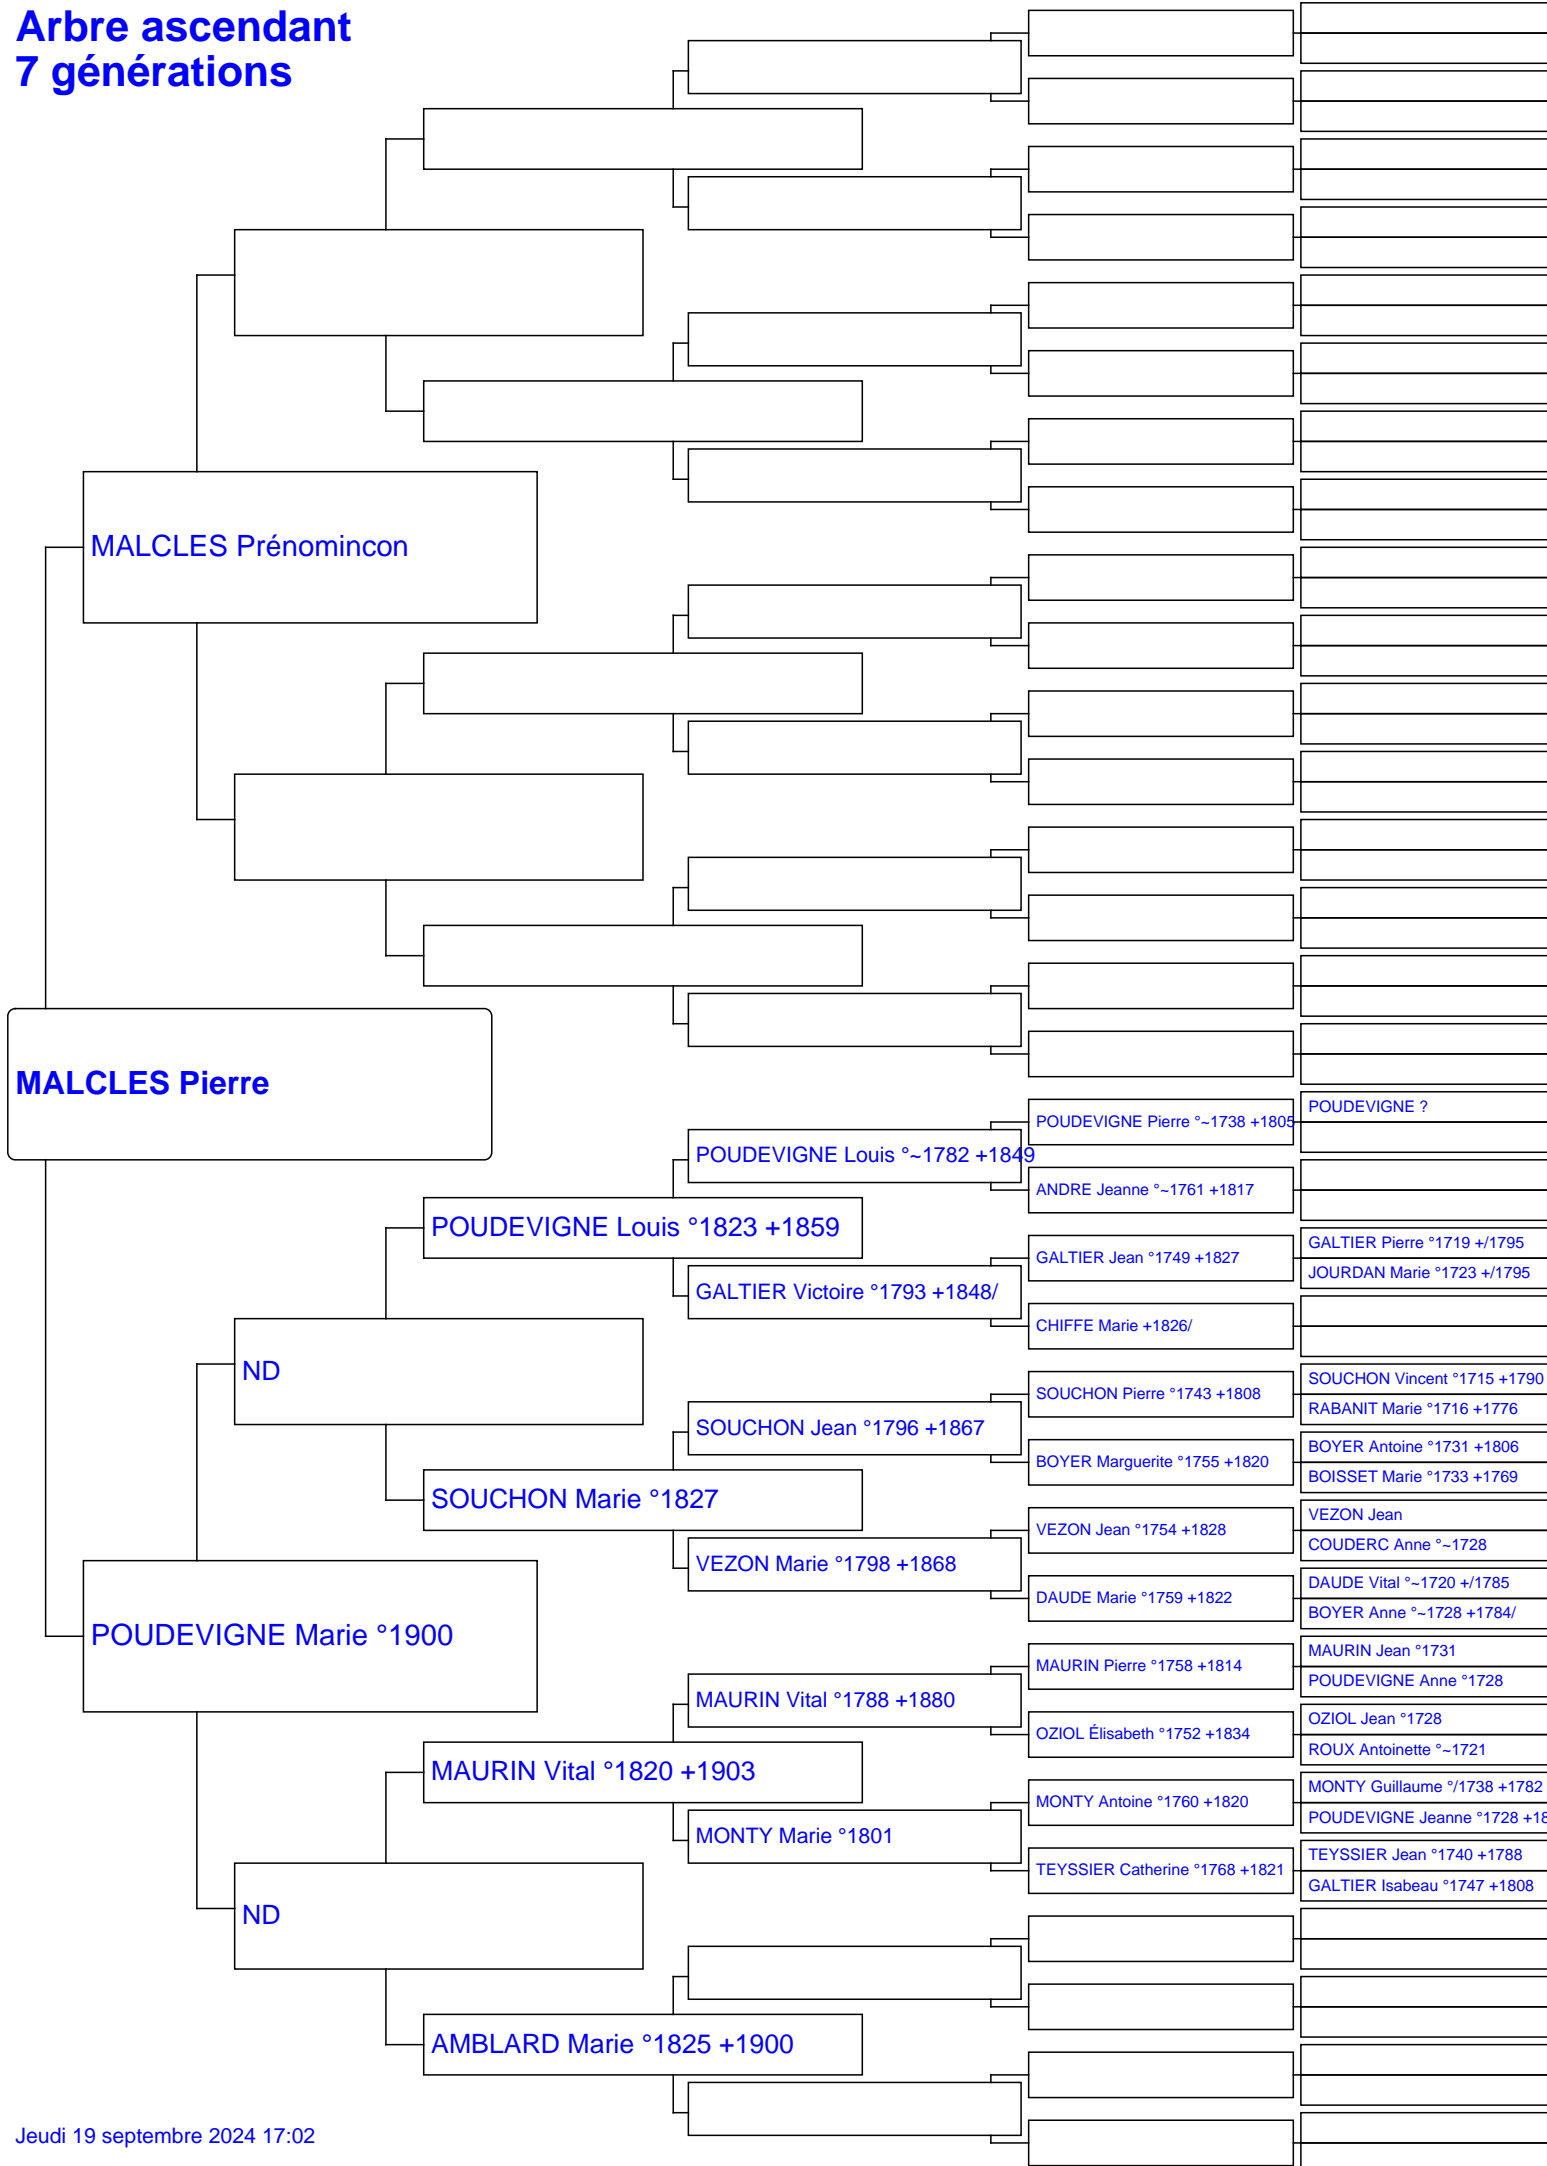 Arbre ascendant
7 générations
MALCLES Prénomincon
MALCLES Pierre
POUDEVIGNE Pierre °~1738 +1805
POUDEVIGNE ?
POUDEVIGNE Louis °~1782 +1849
ANDRE Jeanne °~1761 +1817
POUDEVIGNE Louis °1823 +1859
GALTIER Jean °1749 +1827
GALTIER Pierre °1719 +/1795
JOURDAN Marie °1723 +/1795
GALTIER Victoire °1793 +1848/
CHIFFE Marie +1826/
ND
SOUCHON Pierre °1743 +1808
SOUCHON Vincent °1715 +1790
RABANIT Marie °1716 +1776
SOUCHON Jean °1796 +1867
BOYER Marguerite °1755 +1820
BOYER Antoine °1731 +1806
BOISSET Marie °1733 +1769
SOUCHON Marie °1827
VEZON Jean °1754 +1828
VEZON Jean
COUDERC Anne °~1728
VEZON Marie °1798 +1868
DAUDE Marie °1759 +1822
DAUDE Vital °~1720 +/1785
BOYER Anne °~1728 +1784/
POUDEVIGNE Marie °1900
MAURIN Pierre °1758 +1814
MAURIN Jean °1731
POUDEVIGNE Anne °1728
MAURIN Vital °1788 +1880
OZIOL Élisabeth °1752 +1834
OZIOL Jean °1728
ROUX Antoinette °~1721
MAURIN Vital °1820 +1903
MONTY Antoine °1760 +1820
MONTY Guillaume °/1738 +1782
POUDEVIGNE Jeanne °1728 +18
MONTY Marie °1801
TEYSSIER Catherine °1768 +1821
TEYSSIER Jean °1740 +1788
GALTIER Isabeau °1747 +1808
ND
AMBLARD Marie °1825 +1900
Jeudi 19 septembre 2024 17:02